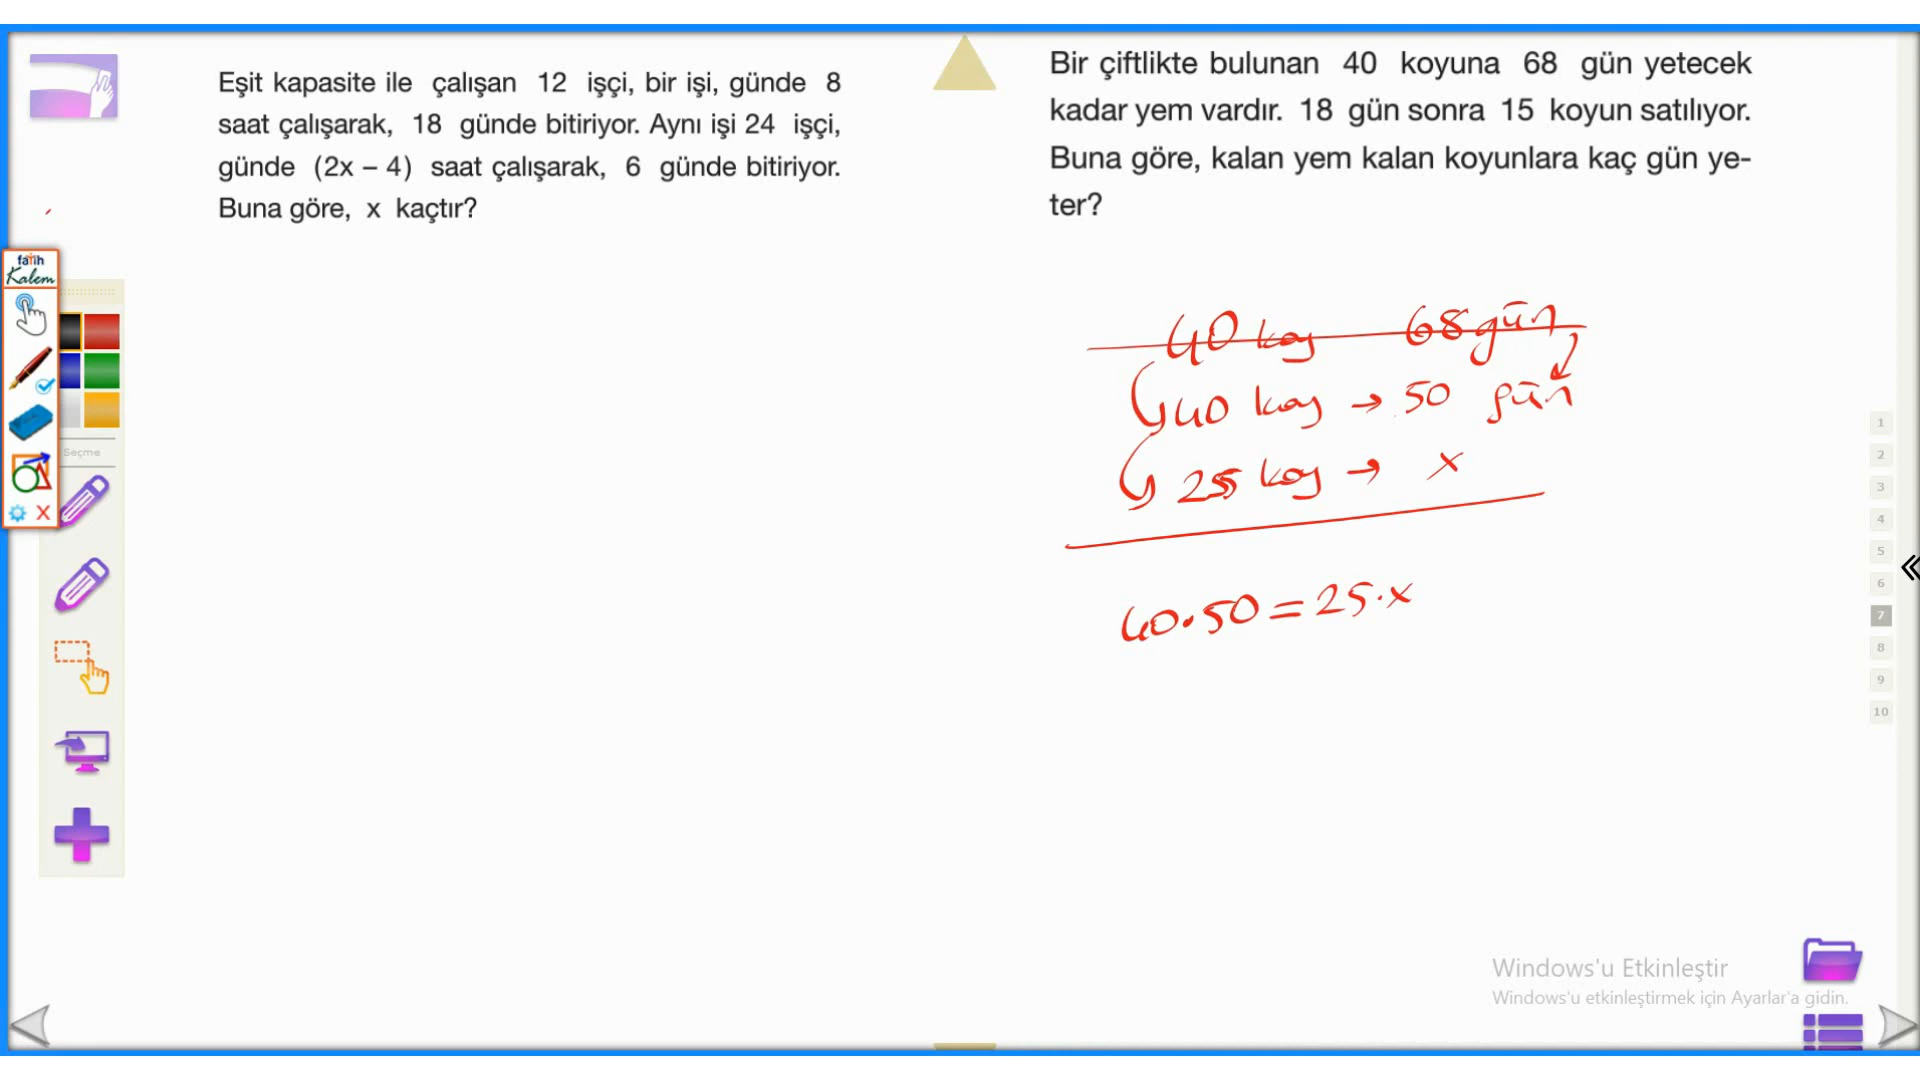 Eşit kapasite ile çalışan 12 işçi, bir işi, günde 8
saat çalışarak, 18 günde bitiriyor. Aynı işi 24 işçi,
günde (2x – 4) saat çalışarak, 6 günde bitiriyor.
Buna göre, x kaçtır?
Bir çiftlikte bulunan 40 koyuna 68 gün yetecek
kadar yem vardır. 18 gün sonra 15 koyun satılıyor.
Buna göre, kalan yem kalan koyunlara kaç gün ye-
ter?
40 koy 68 gün
40 koy → 50 gün
25 koy → x
40.50 = 25.x
fatih
Kalem
Seçme
1
2
3
4
5
6
7
8
9
10
Windows'u Etkinleştir
Windows'u etkinleştirmek için Ayarlar'a gidin.